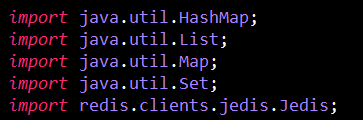 import java.util.HashMap;
import java.util.List;
import java.util.Map;
import java.util.Set;
import redis.clients.jedis.Jedis;